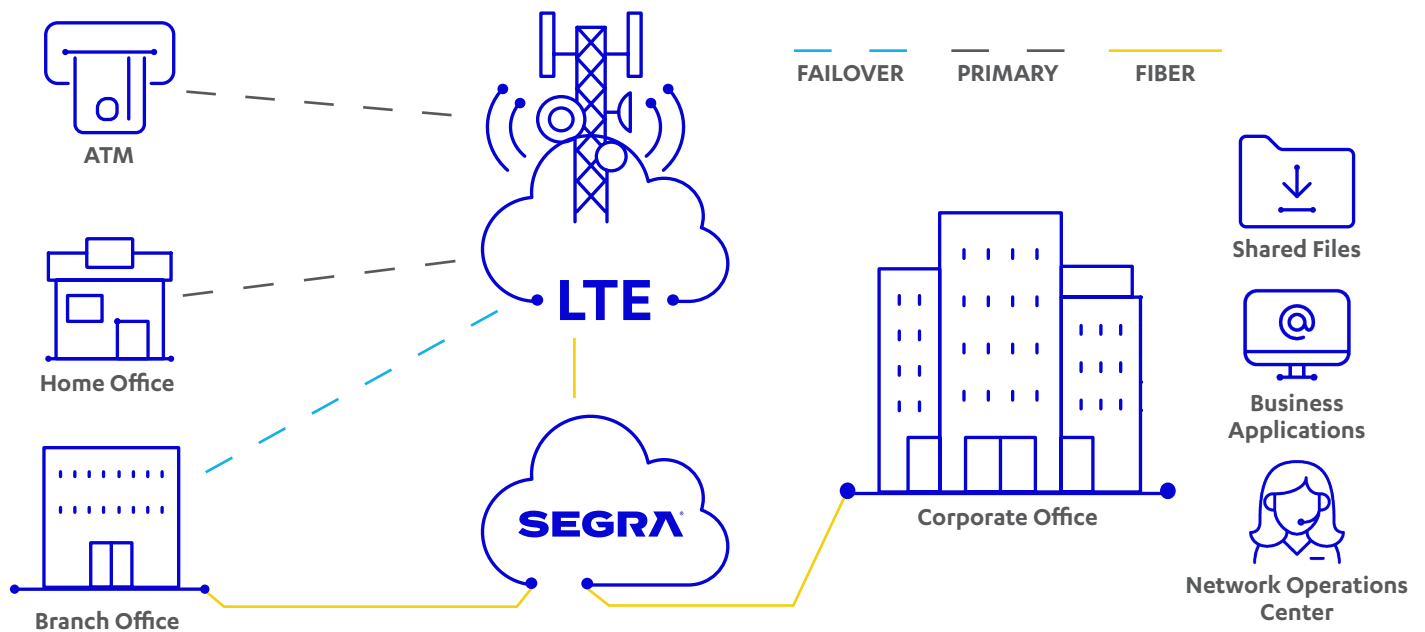 FAILOVER
PRIMARY
FIBER
ATM
Shared Files
Home Office
LTE
Business
Applications
SEGRA®
Corporate Office
Branch Office
Network Operations
Center